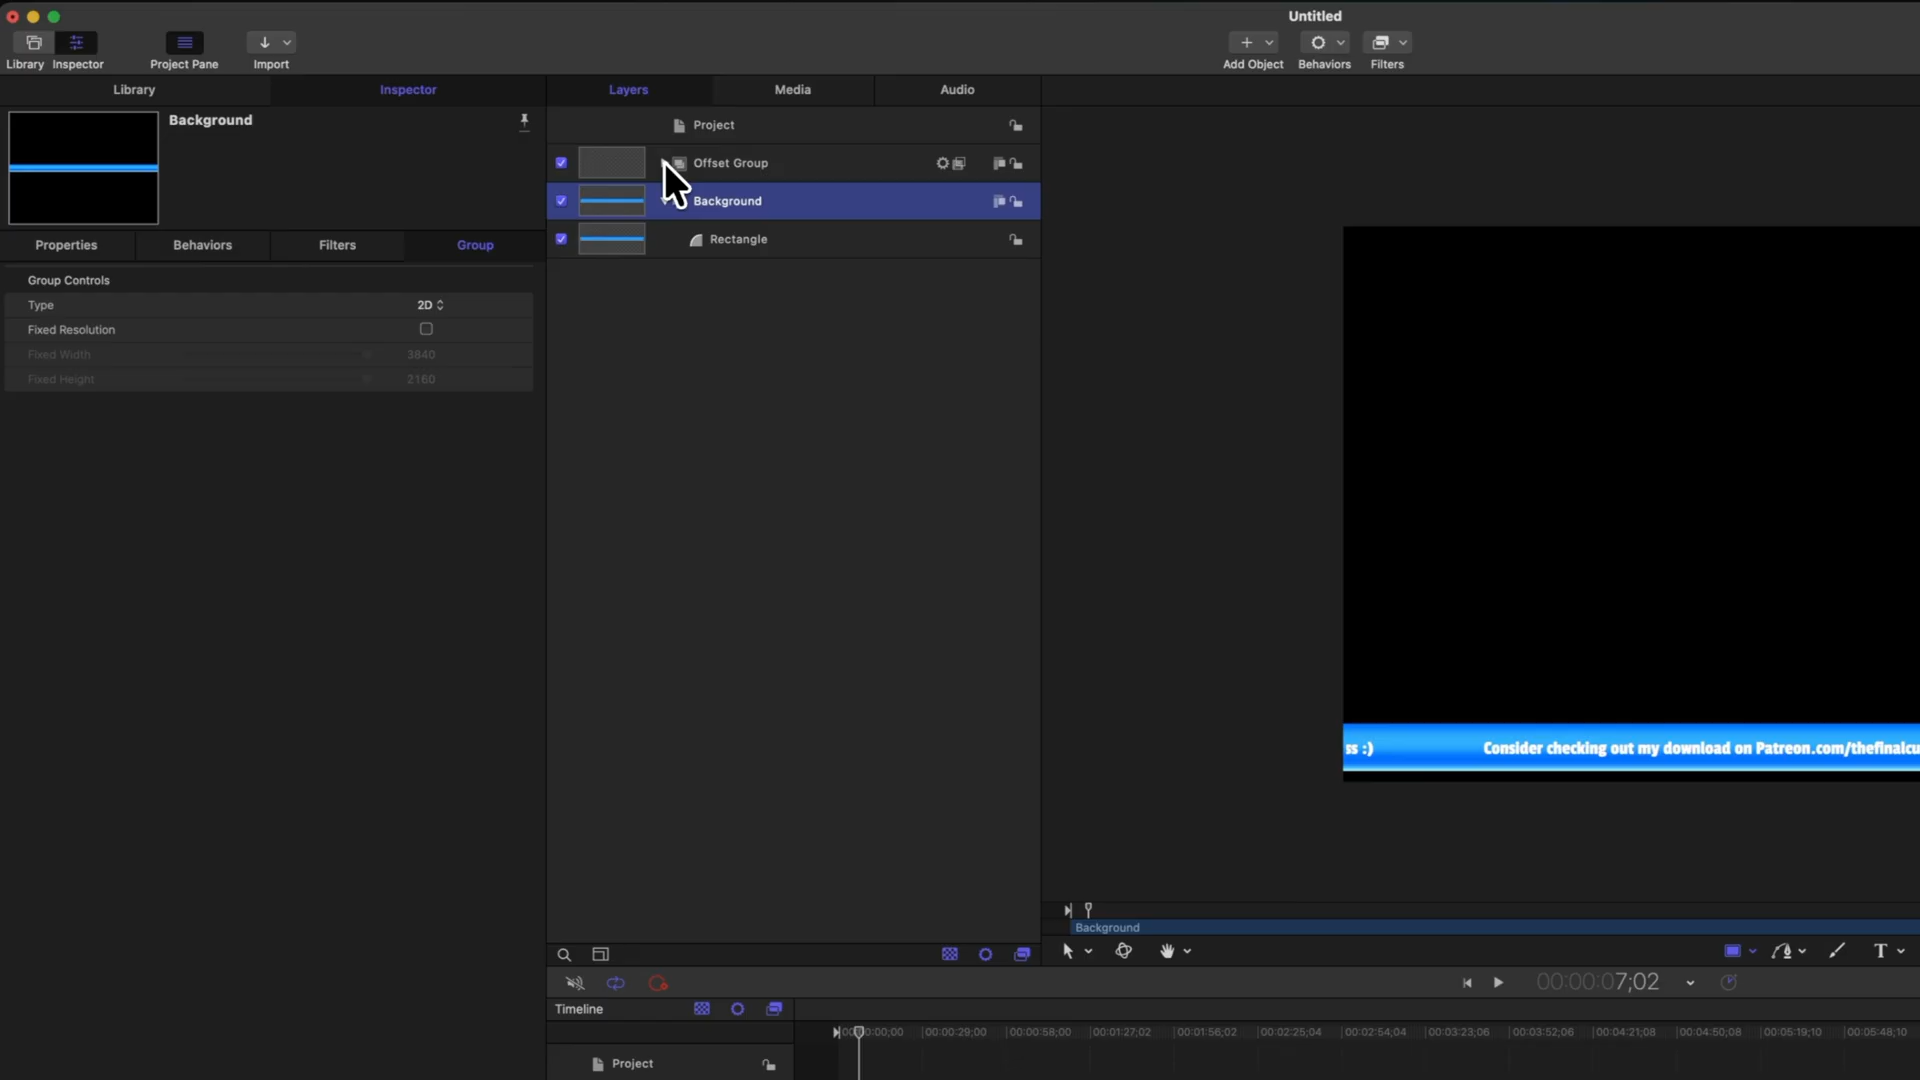 Untitled
Library Inspector Project Pane Import Add Object Behaviors Filters
Library Inspector Layers Media Audio
Background
Project
Offset Group
Background
Rectangle
Properties Behaviors Filters Group
Group Controls
Type 2D
Fixed Resolution
Fixed Width 3840
Fixed Height 2160
ss :) Consider checking out my download on Patreon.com/thefinalcu
Background
T
00:00:07;02
Timeline
00:00:29;00 00:00:58;00 00:01:27;02 00:01:56;02 00:02:25;04 00:02:54;04 00:03:23;06 00:03:52;06 00:04:21;08 00:04:50;08 00:05:19;10 00:05:48;10
Project